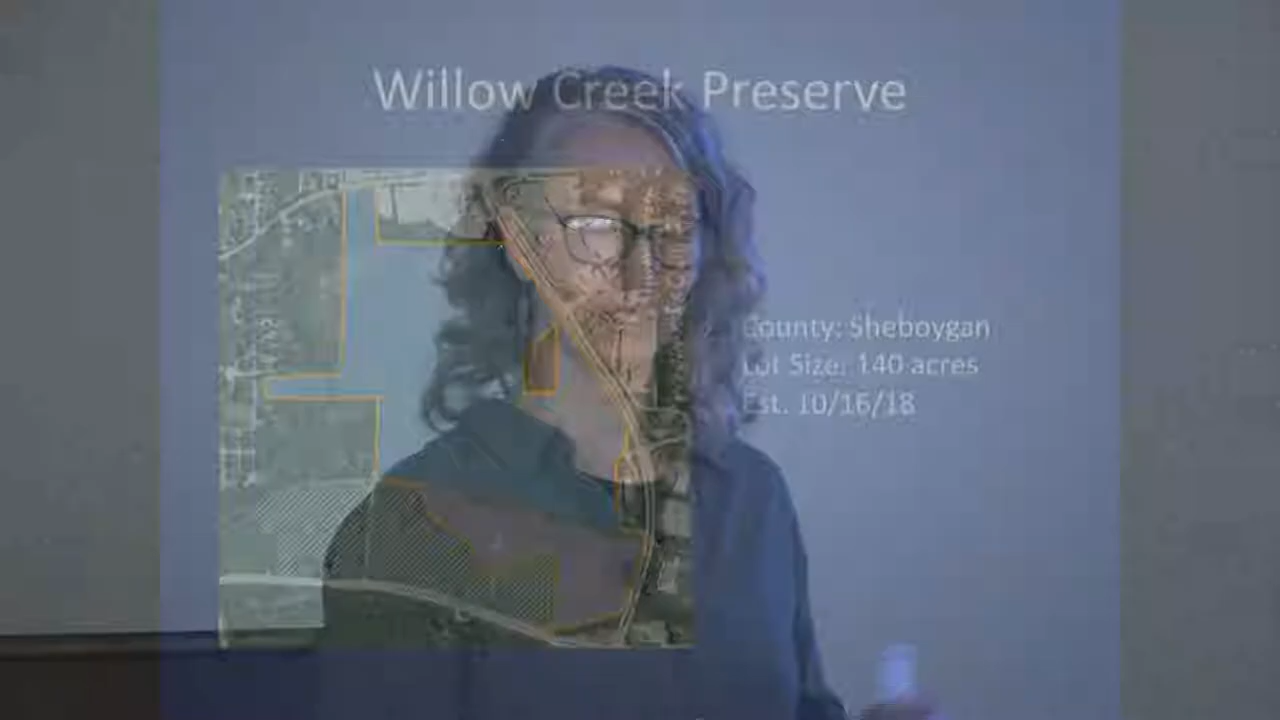 Willow Creek Preserve
County: Sheboygan
Lot Size: 140 acres
Est. 10/16/18